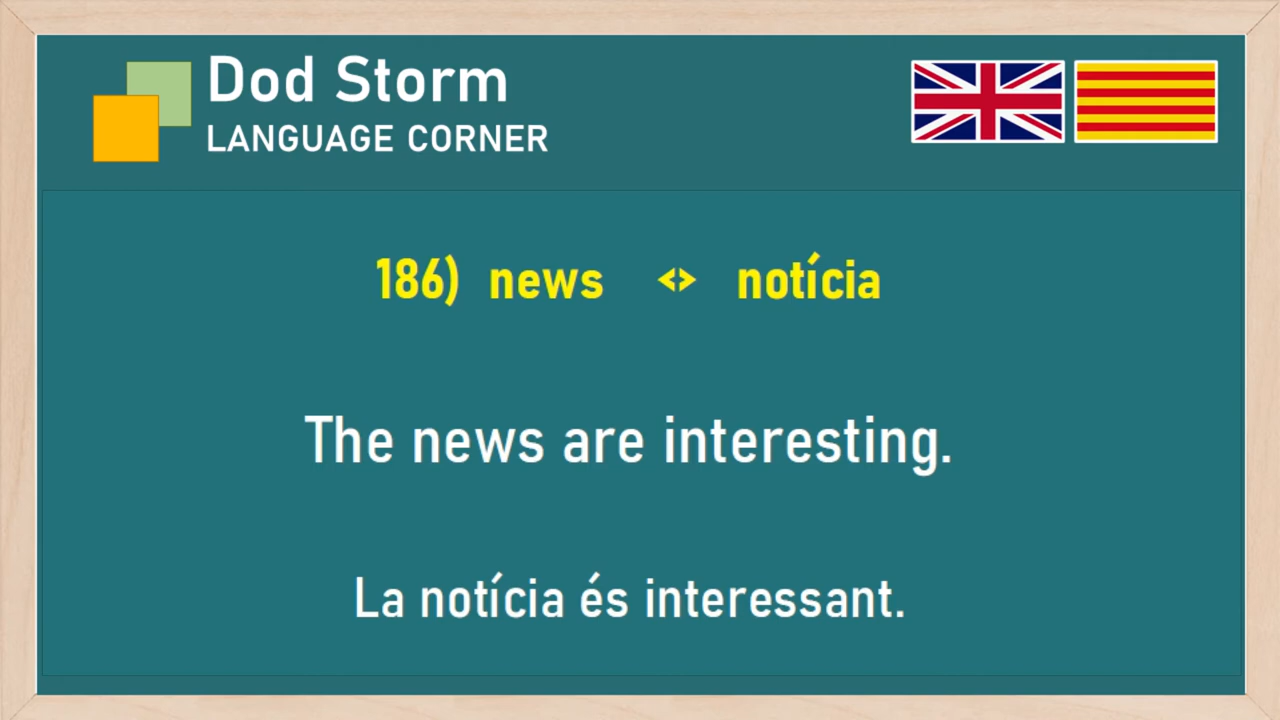 Dod Storm
LANGUAGE CORNER
186) news <> notícia
The news are interesting.
La notícia és interessant.